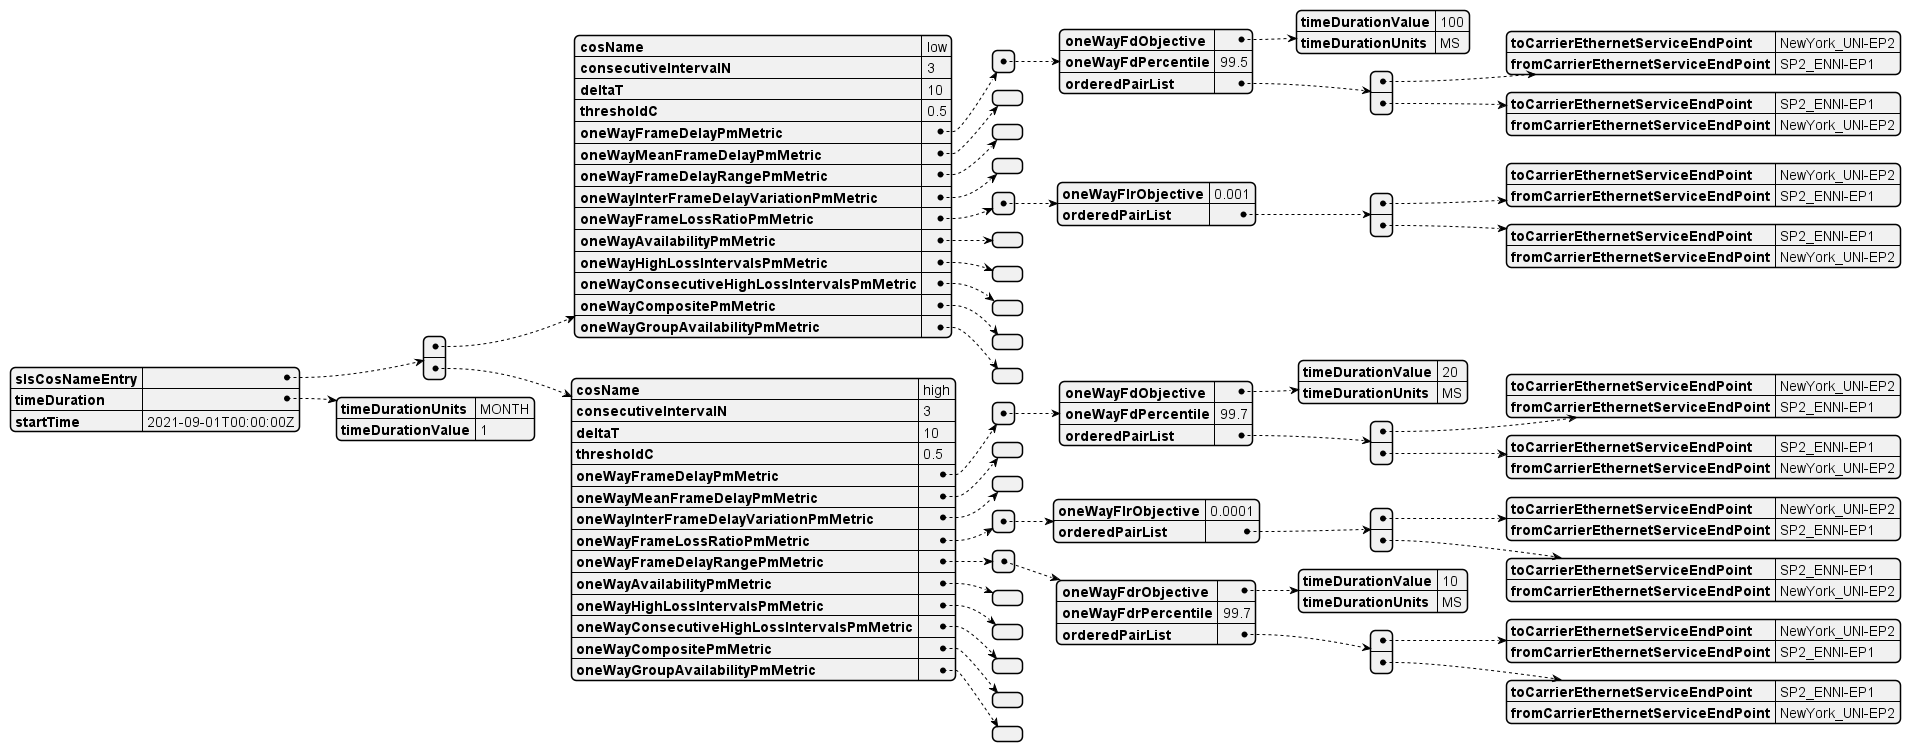 slsCosNameEntry
timeDuration
startTime 2021-09-01T00:00:00Z
timeDurationUnits MONTH
timeDurationValue 1
cosName low
consecutiveIntervalN 3
deltaT 10
thresholdC 0.5
oneWayFrameDelayPmMetric
oneWayMeanFrameDelayPmMetric
oneWayFrameDelayRangePmMetric
oneWayInterFrameDelayVariationPmMetric
oneWayFrameLossRatioPmMetric
oneWayAvailabilityPmMetric
oneWayHighLossIntervalsPmMetric
oneWayConsecutiveHighLossIntervalsPmMetric
oneWayCompositePmMetric
oneWayGroupAvailabilityPmMetric
oneWayFdObjective
oneWayFdPercentile 99.5
orderedPairList
timeDurationValue 100
timeDurationUnits MS
toCarrierEthernetServiceEndPoint NewYork_UNI-EP2
fromCarrierEthernetServiceEndPoint SP2_ENNI-EP1
toCarrierEthernetServiceEndPoint SP2_ENNI-EP1
fromCarrierEthernetServiceEndPoint NewYork_UNI-EP2
oneWayFlrObjective 0.001
orderedPairList
toCarrierEthernetServiceEndPoint NewYork_UNI-EP2
fromCarrierEthernetServiceEndPoint SP2_ENNI-EP1
toCarrierEthernetServiceEndPoint SP2_ENNI-EP1
fromCarrierEthernetServiceEndPoint NewYork_UNI-EP2
cosName high
consecutiveIntervalN 3
deltaT 10
thresholdC 0.5
oneWayFrameDelayPmMetric
oneWayMeanFrameDelayPmMetric
oneWayInterFrameDelayVariationPmMetric
oneWayFrameLossRatioPmMetric
oneWayFrameDelayRangePmMetric
oneWayAvailabilityPmMetric
oneWayHighLossIntervalsPmMetric
oneWayConsecutiveHighLossIntervalsPmMetric
oneWayCompositePmMetric
oneWayGroupAvailabilityPmMetric
oneWayFdObjective
oneWayFdPercentile 99.7
orderedPairList
timeDurationValue 20
timeDurationUnits MS
toCarrierEthernetServiceEndPoint NewYork_UNI-EP2
fromCarrierEthernetServiceEndPoint SP2_ENNI-EP1
toCarrierEthernetServiceEndPoint SP2_ENNI-EP1
fromCarrierEthernetServiceEndPoint NewYork_UNI-EP2
oneWayFlrObjective 0.0001
orderedPairList
toCarrierEthernetServiceEndPoint NewYork_UNI-EP2
fromCarrierEthernetServiceEndPoint SP2_ENNI-EP1
toCarrierEthernetServiceEndPoint SP2_ENNI-EP1
fromCarrierEthernetServiceEndPoint NewYork_UNI-EP2
oneWayFdrObjective
oneWayFdrPercentile 99.7
orderedPairList
timeDurationValue 10
timeDurationUnits MS
toCarrierEthernetServiceEndPoint NewYork_UNI-EP2
fromCarrierEthernetServiceEndPoint SP2_ENNI-EP1
toCarrierEthernetServiceEndPoint SP2_ENNI-EP1
fromCarrierEthernetServiceEndPoint NewYork_UNI-EP2